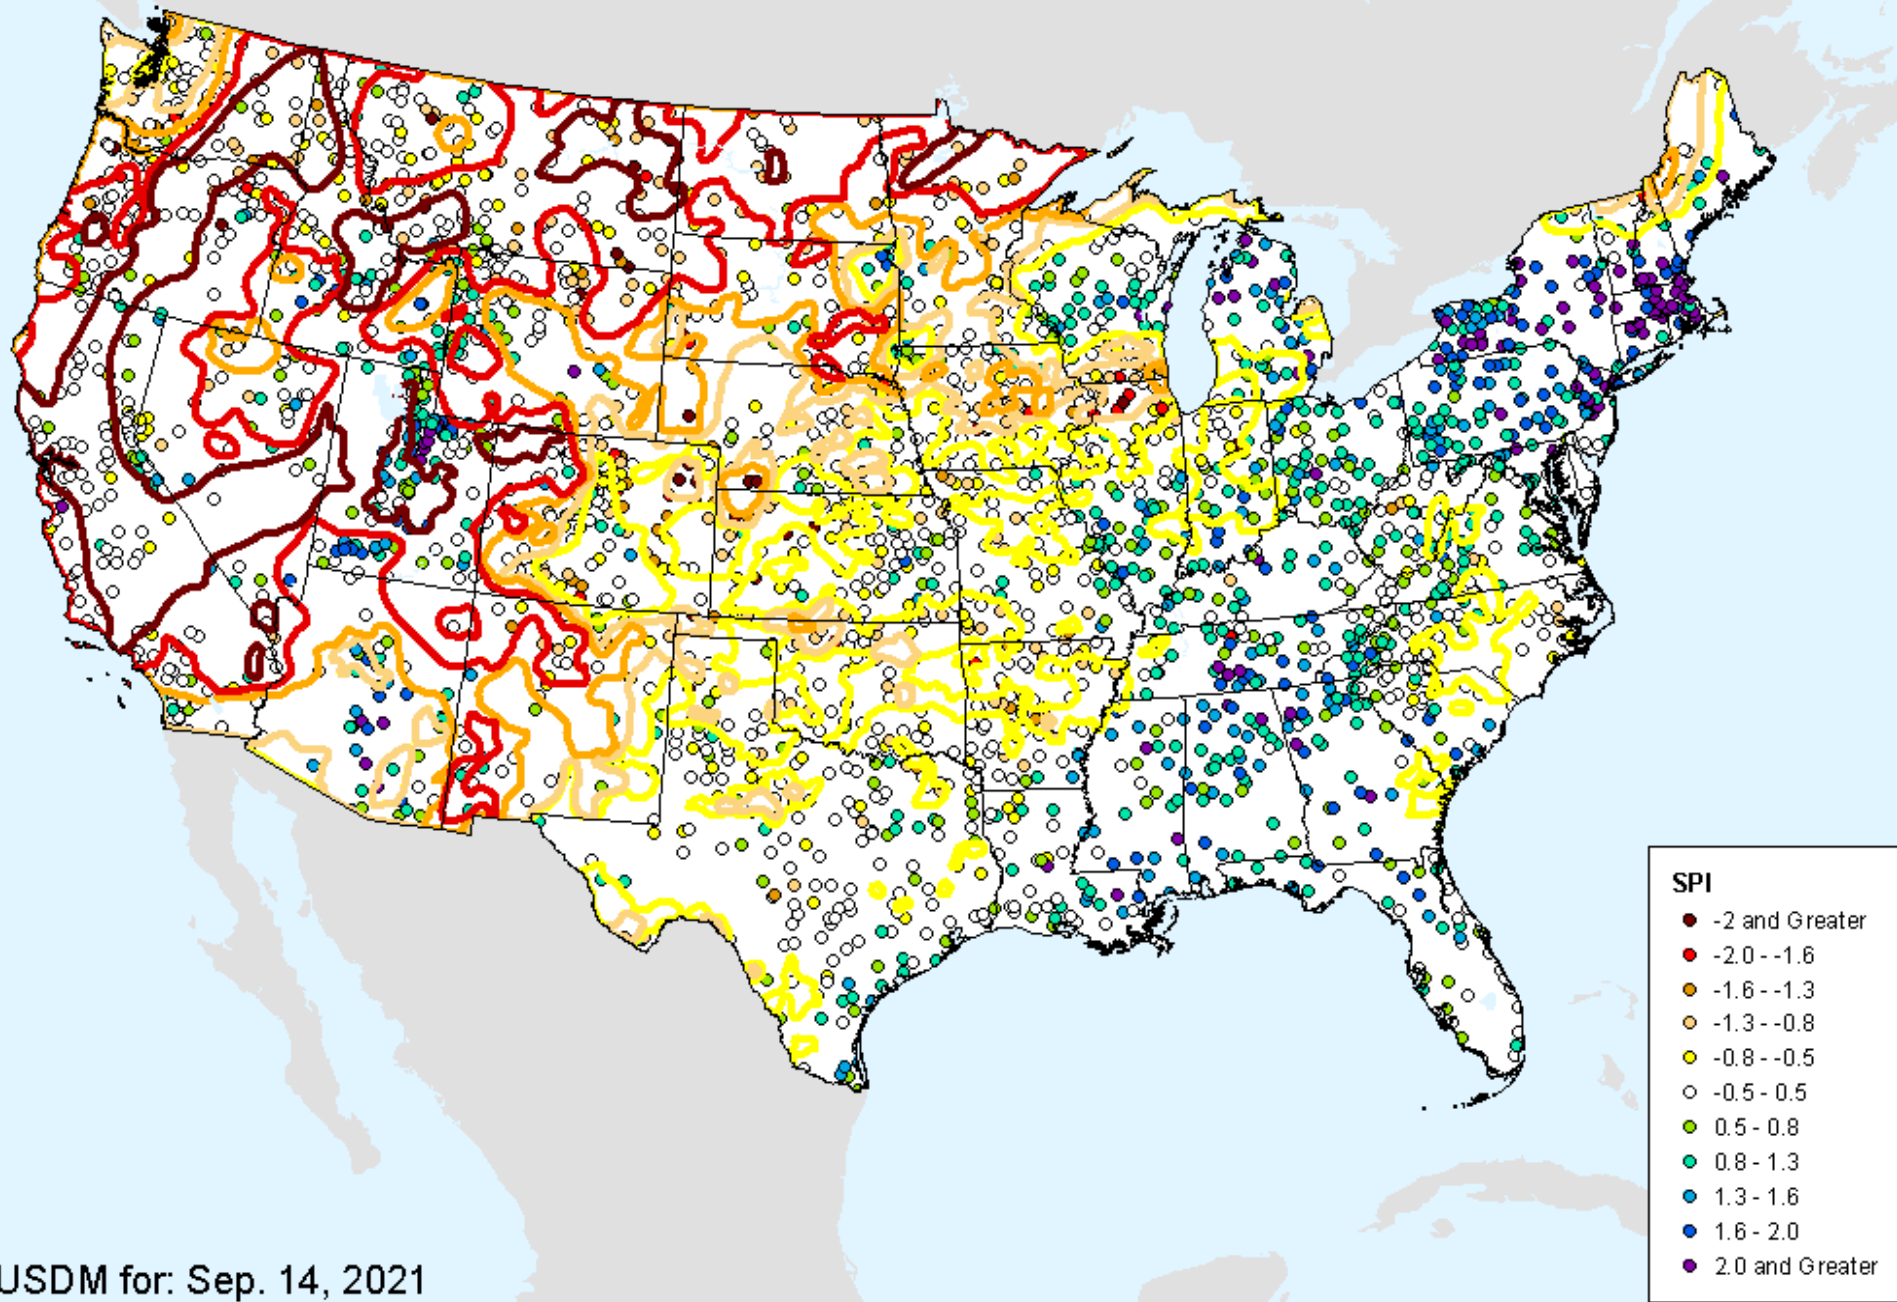 SPI
-2 and Greater
-2.0 - -1.6
-1.6 - -1.3
-1.3 - -0.8
-0.8 - -0.5
-0.5 - 0.5
0.5 - 0.8
0.8 - 1.3
1.3 - 1.6
1.6 - 2.0
2.0 and Greater
USDM for: Sep. 14, 2021